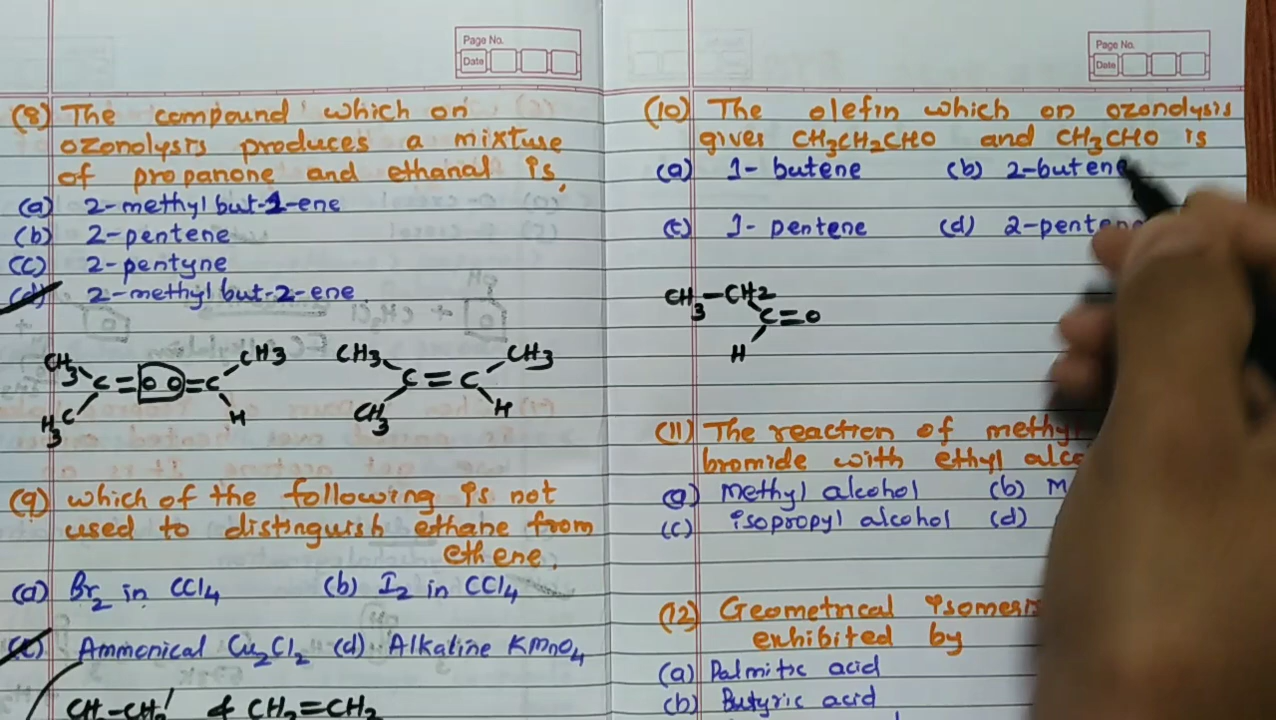 Page No.
Date
(8) The compound which on
ozonolysis produces a mixture
of propanone and ethanal is,
(a) 2-methyl but-1-ene
(b) 2-pentene
(c) 2-pentyne
(d) 2-methyl but-2-ene.
CH3 C=O O=C CH3
H3C H
CH3 C=C CH3
CH3 H
(9) which of the following is not
used to distinguish ethane from
ethene.
(a) Br2 in CCl4 (b) I2 in CCl4
(c) Ammonical Cu2Cl2 (d) Alkaline KMnO4
& CH2=CH2
Page No.
Date
(10) The olefin which on ozonolysis
gives CH3CH2CHO and CH3CHO is
(a) 1-butene (b) 2-butene
(c) 1-pentene (d) 2-pentene
CH3-CH2
C=O
H
(11) The reaction of
bromide with ethyl
(a) methyl alcohol (b)
(c) isopropyl alcohol (d)
(12) Geometrical
exhibited by
(a) Palmitic acid
(b) Butyric acid